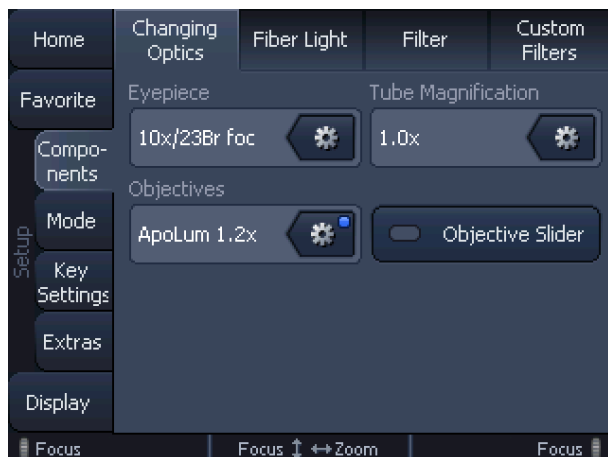 Home
Changing
Optics
Fiber Light
Filter
Custom
Filters
Favorite
Eyepiece
Tube Magnification
Compo-
nents
10x/23Br foc
1.0x
Objectives
Setup
Mode
ApoLum 1.2x
Objective Slider
Key
Settings
Extras
Display
Focus
Focus ↕ ↔ Zoom
Focus